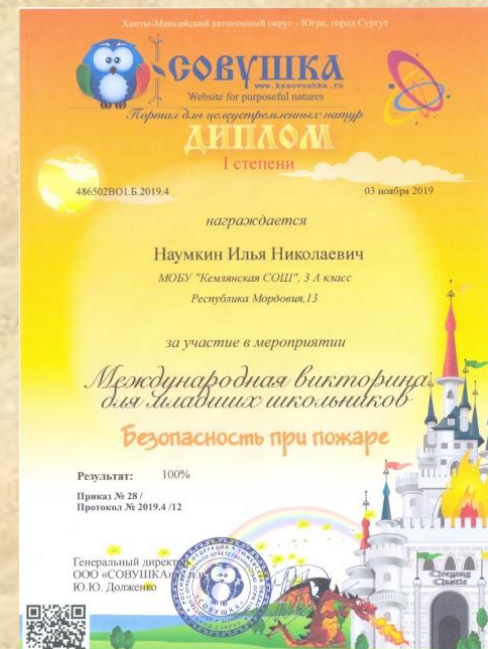 Ханты-Мансийский автономный округ - Югра, город Сургут
СОВУШКА
www.kssovushka.ru
Website for purposeful natures
Портал для целеустремленных натур
ДИПЛОМ
I степени
486502ВО1.Б.2019.4 03 ноября 2019
награждается
Наумкин Илья Николаевич
МОБУ "Кемлянская СОШ", 3 А класс
Республика Мордовия,13
за участие в мероприятии
Международная викторина
для младших школьников
Безопасность при пожаре
Результат: 100%
Приказ № 28 /
Протокол № 2019.4 /12
Генеральный директ
ООО «СОВУШКА»
Ю.Ю. Долженко
"СОВУШКА"
Castle